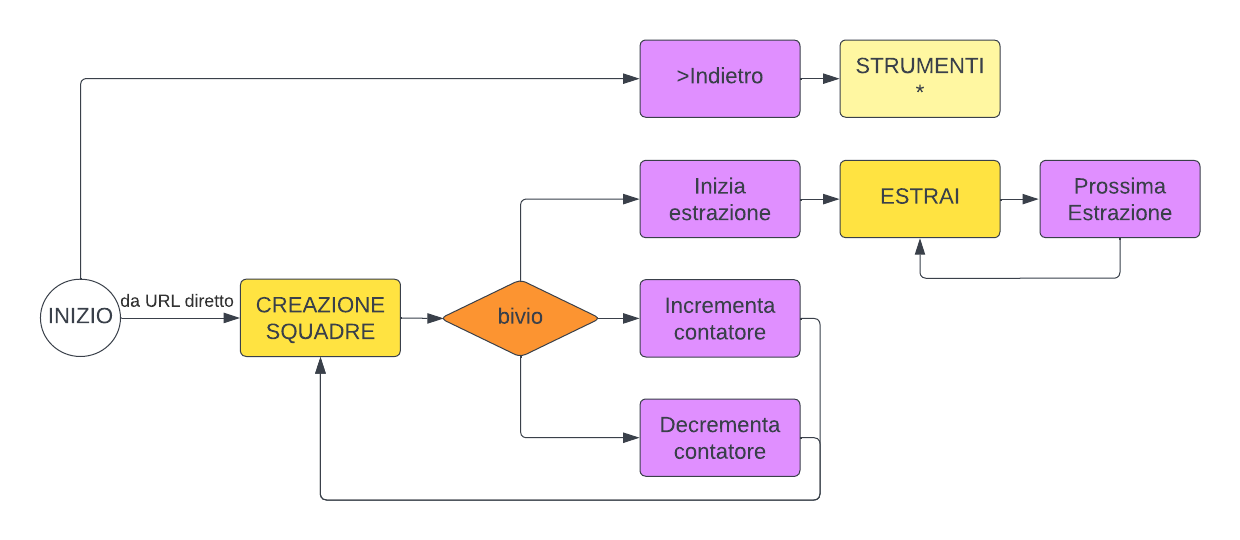 >Indietro
STRUMENTI
*
Inizia
estrazione
ESTRAI
Prossima
Estrazione
INIZIO
da URL diretto
CREAZIONE
SQUADRE
bivio
Incrementa
contatore
Decrementa
contatore